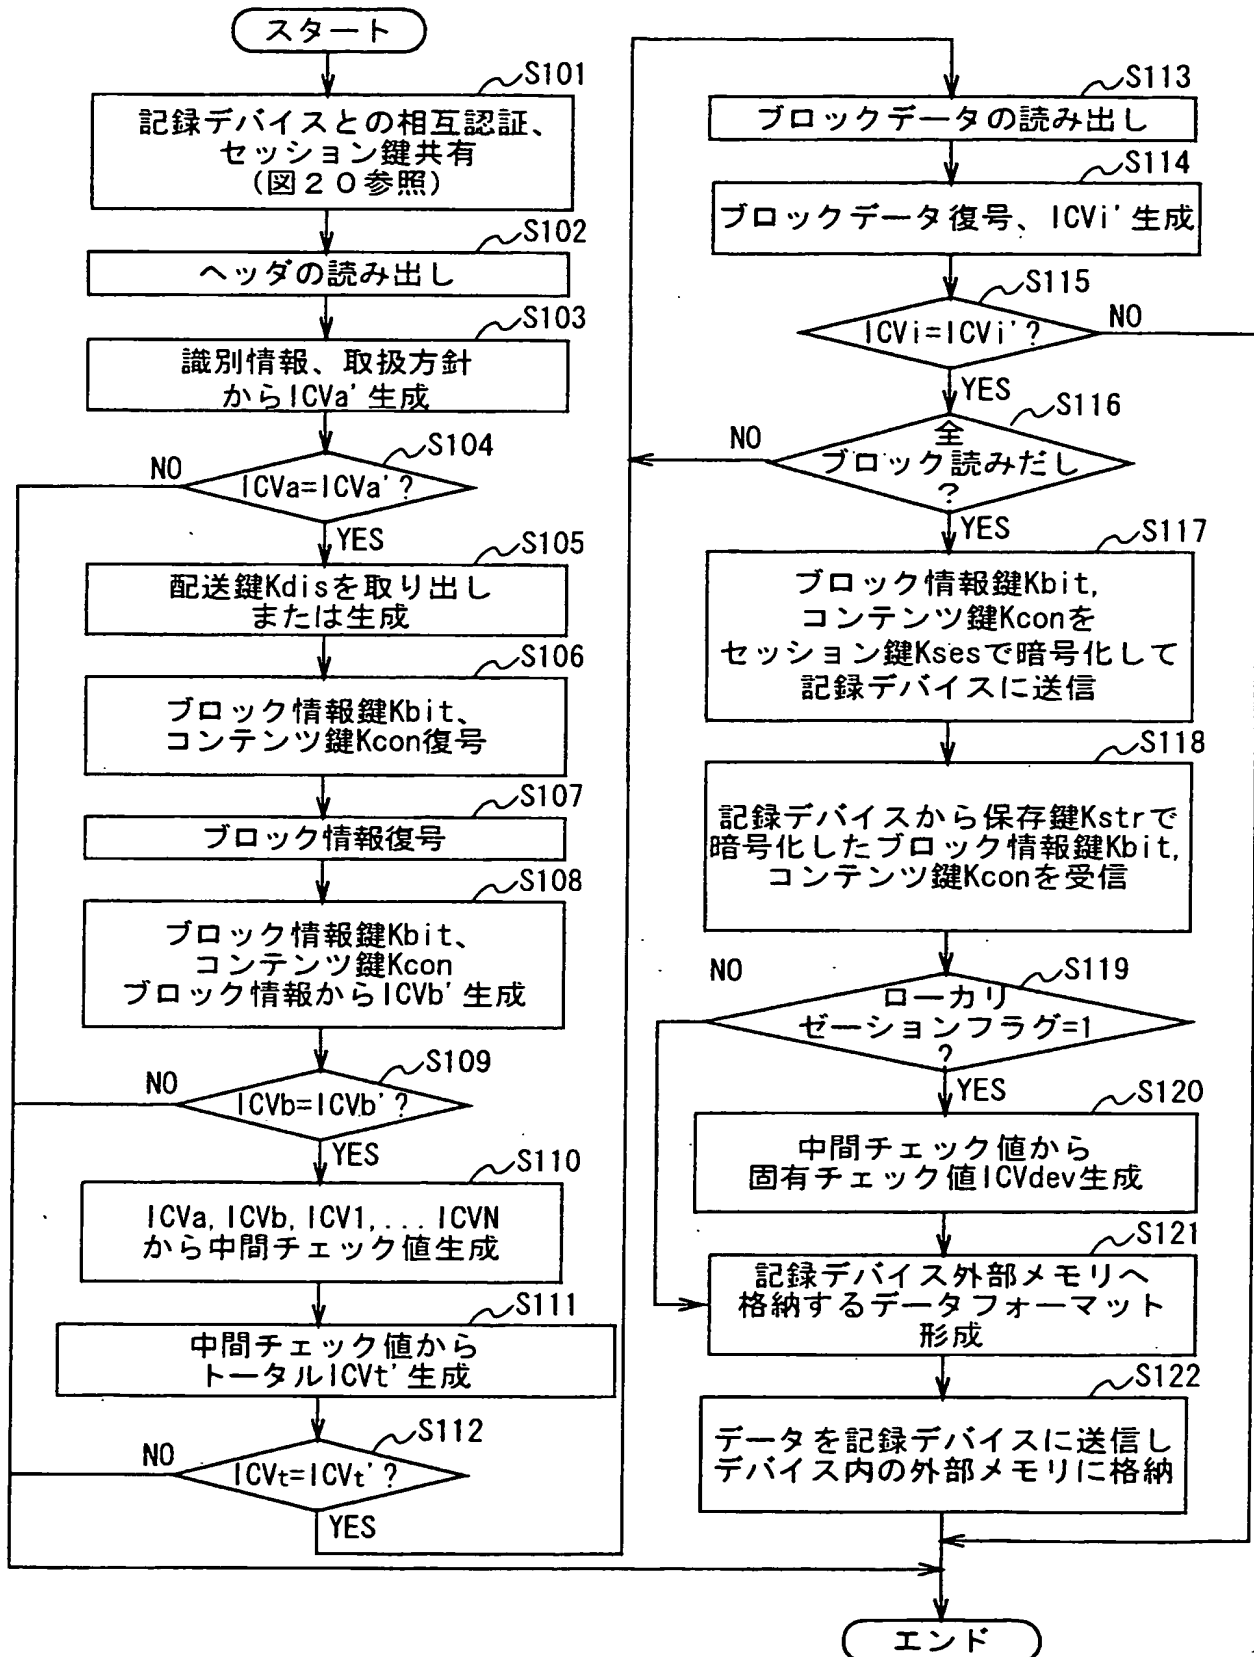 スタート
S101
記録デバイスとの相互認証、
セッション鍵共有
(図20参照)
S102
ヘッダの読み出し
S103
識別情報、取扱方針
からICVa'生成
S104
ICVa=ICVa'?
NO
YES
S105
配送鍵Kdisを取り出し
または生成
S106
ブロック情報鍵Kbit、
コンテンツ鍵Kcon復号
S107
ブロック情報復号
S108
ブロック情報鍵Kbit、
コンテンツ鍵Kcon
ブロック情報からICVb'生成
S109
ICVb=ICVb'?
NO
YES
S110
ICVa, ICVb, ICV1,... ICVN
から中間チェック値生成
S111
中間チェック値から
トータルICVt'生成
S112
ICVt=ICVt'?
NO
YES
S113
ブロックデータの読み出し
S114
ブロックデータ復号、ICVi'生成
S115
ICVi=ICVi'?
NO
YES
S116
全
ブロック読みだし
?
NO
YES
S117
ブロック情報鍵Kbit,
コンテンツ鍵Kconを
セッション鍵Ksesで暗号化して
記録デバイスに送信
S118
記録デバイスから保存鍵Kstrで
暗号化したブロック情報鍵Kbit,
コンテンツ鍵Kconを受信
S119
ローカリ
ゼーションフラグ=1
?
NO
YES
S120
中間チェック値から
固有チェック値ICVdev生成
S121
記録デバイス外部メモリへ
格納するデータフォーマット
形成
S122
データを記録デバイスに送信し
デバイス内の外部メモリに格納
エンド